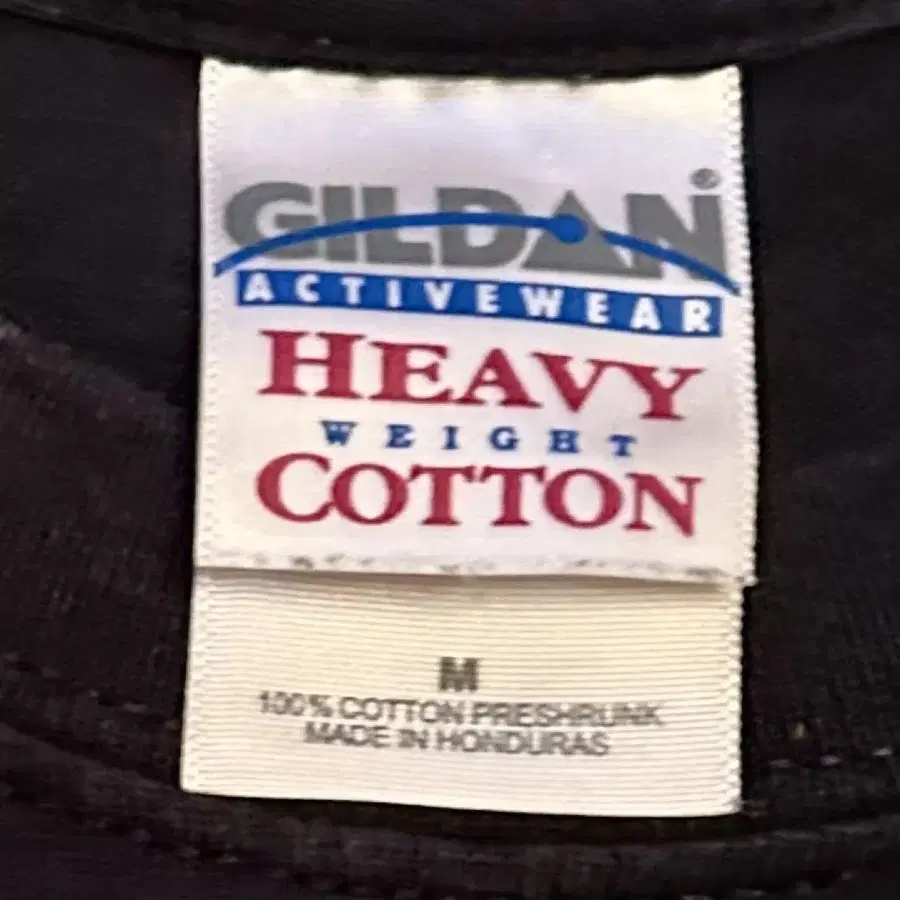 GILDAN®
ACTIVEWEAR
HEAVY
WEIGHT
COTTON
M
100% COTTON PRESHRUNK
MADE IN HONDURAS